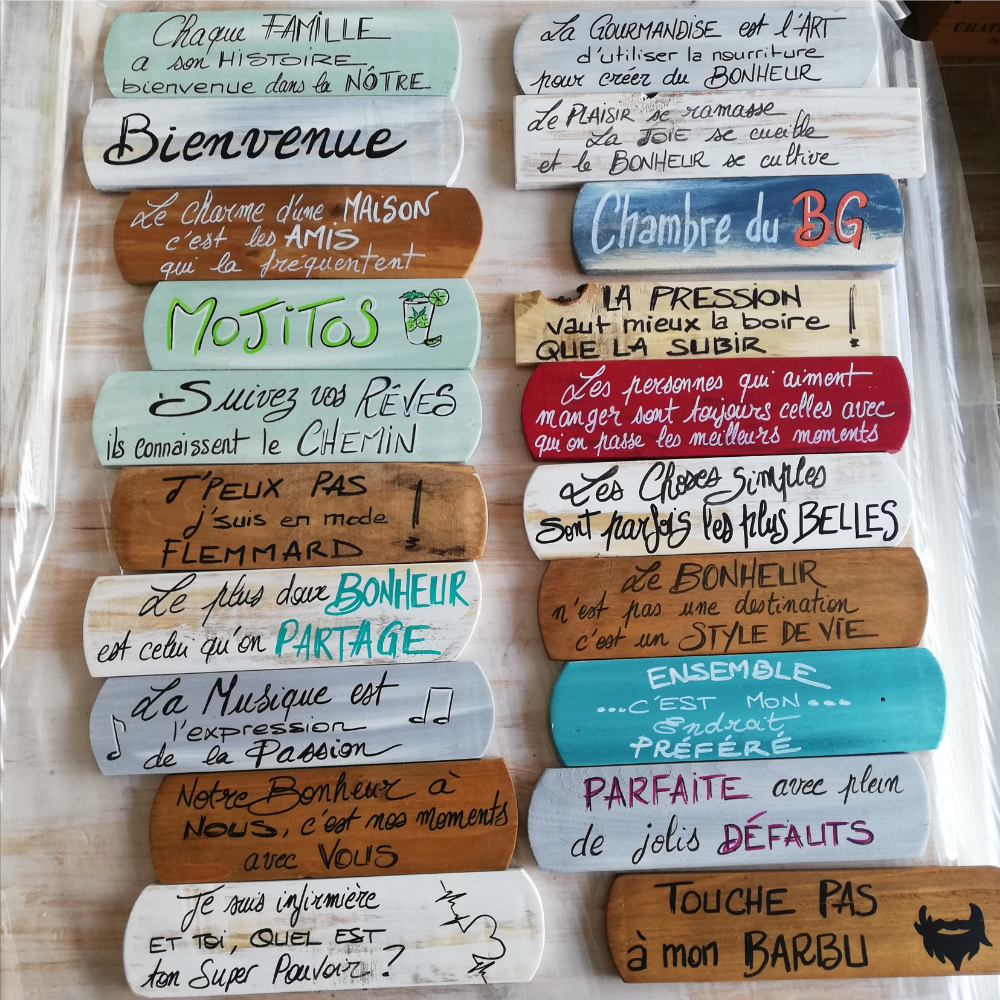 Chaque FAMILLE
a son HISTOIRE
bienvenue dans la NÔTRE
Bienvenue
Le Charme d'une MAISON
c'est les AMIS
qui la fréquentent
MOJITOS
Suivez vos RÊVES
ils connaissent le CHEMIN
J'PEUX PAS
j'suis en mode !
FLEMMARD
Le plus doux BONHEUR
est celui qu'on PARTAGE
La Musique est
l'expression
de la Passion
Notre Bonheur à
NOUS, c'est nos moments
avec VOUS
Je suis infirmière
ET TOI, QUEL EST
ton Super Pouvoir ?
La GOURMANDISE est l'ART
d'utiliser la nourriture
pour créer du BONHEUR
Le PLAISIR se ramasse
La JOIE se cueille
et le BONHEUR se cultive
Chambre du BG
LA PRESSION
vaut mieux la boire !
QUE LA SUBIR
Les personnes qui aiment
manger sont toujours celles avec
qui on passe les meilleurs moments
Les Choses simples
sont parfois les plus BELLES
Le BONHEUR
n'est pas une destination
c'est un STYLE DE VIE
ENSEMBLE
...C'EST MON...
Endroit
PRÉFÉRÉ
PARFAITE avec plein
de jolis DÉFAUTS
TOUCHE PAS
à mon BARBU